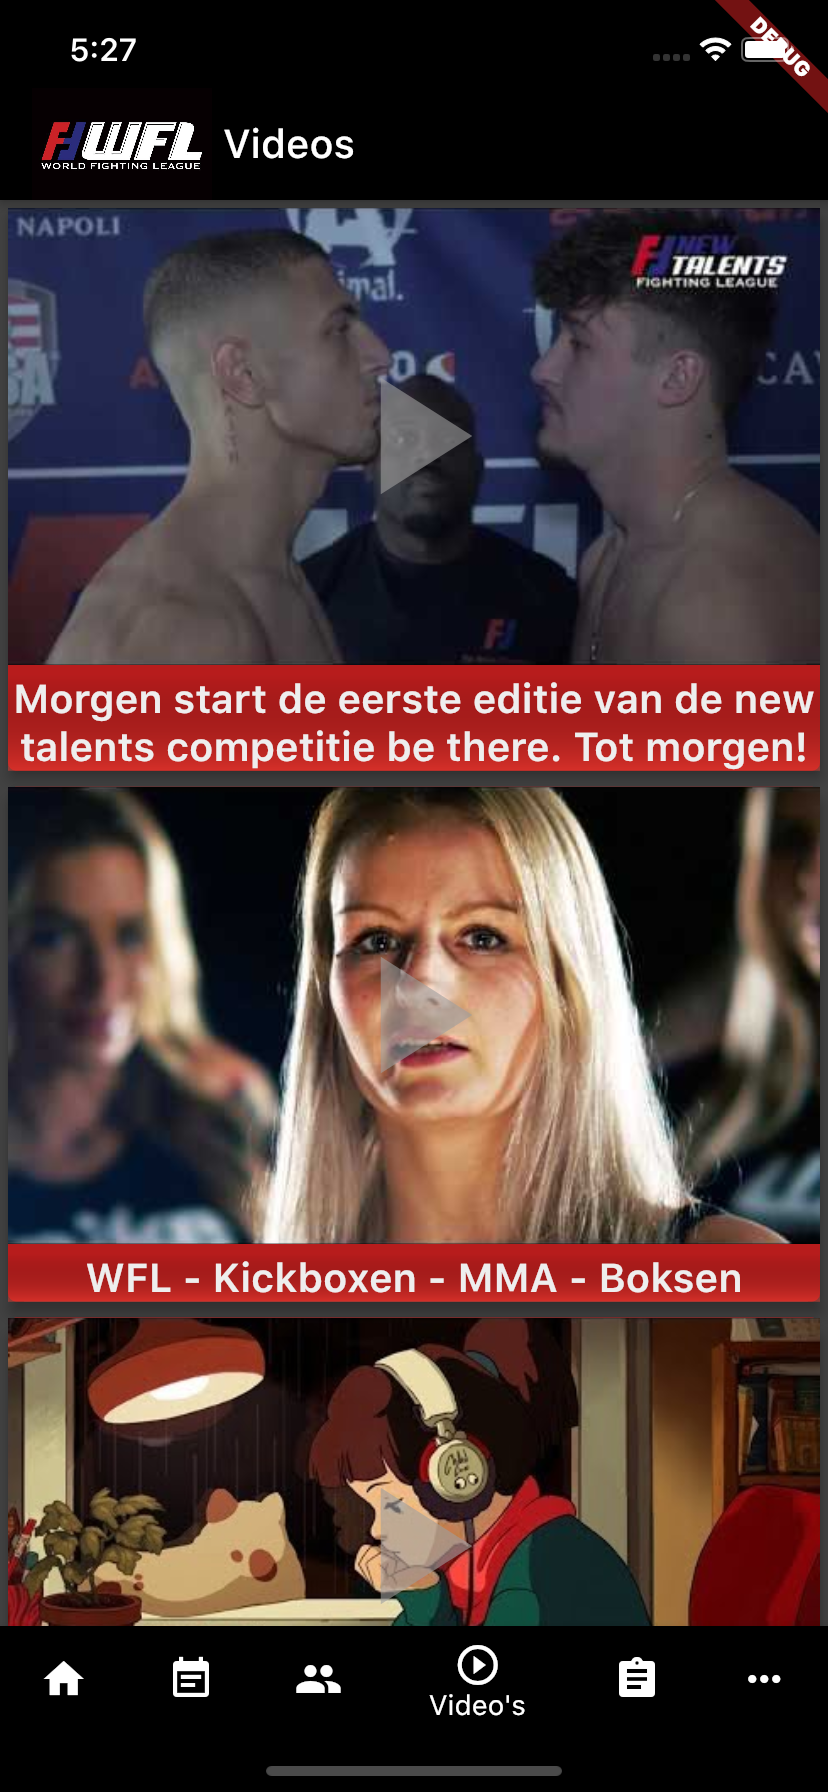 5:27
DEBUG
WFL
WORLD FIGHTING LEAGUE
Videos
NAPOLI
NEW
TALENTS
FIGHTING LEAGUE
Morgen start de eerste editie van de new
talents competitie be there. Tot morgen!
WFL - Kickboxen - MMA - Boksen
Video's